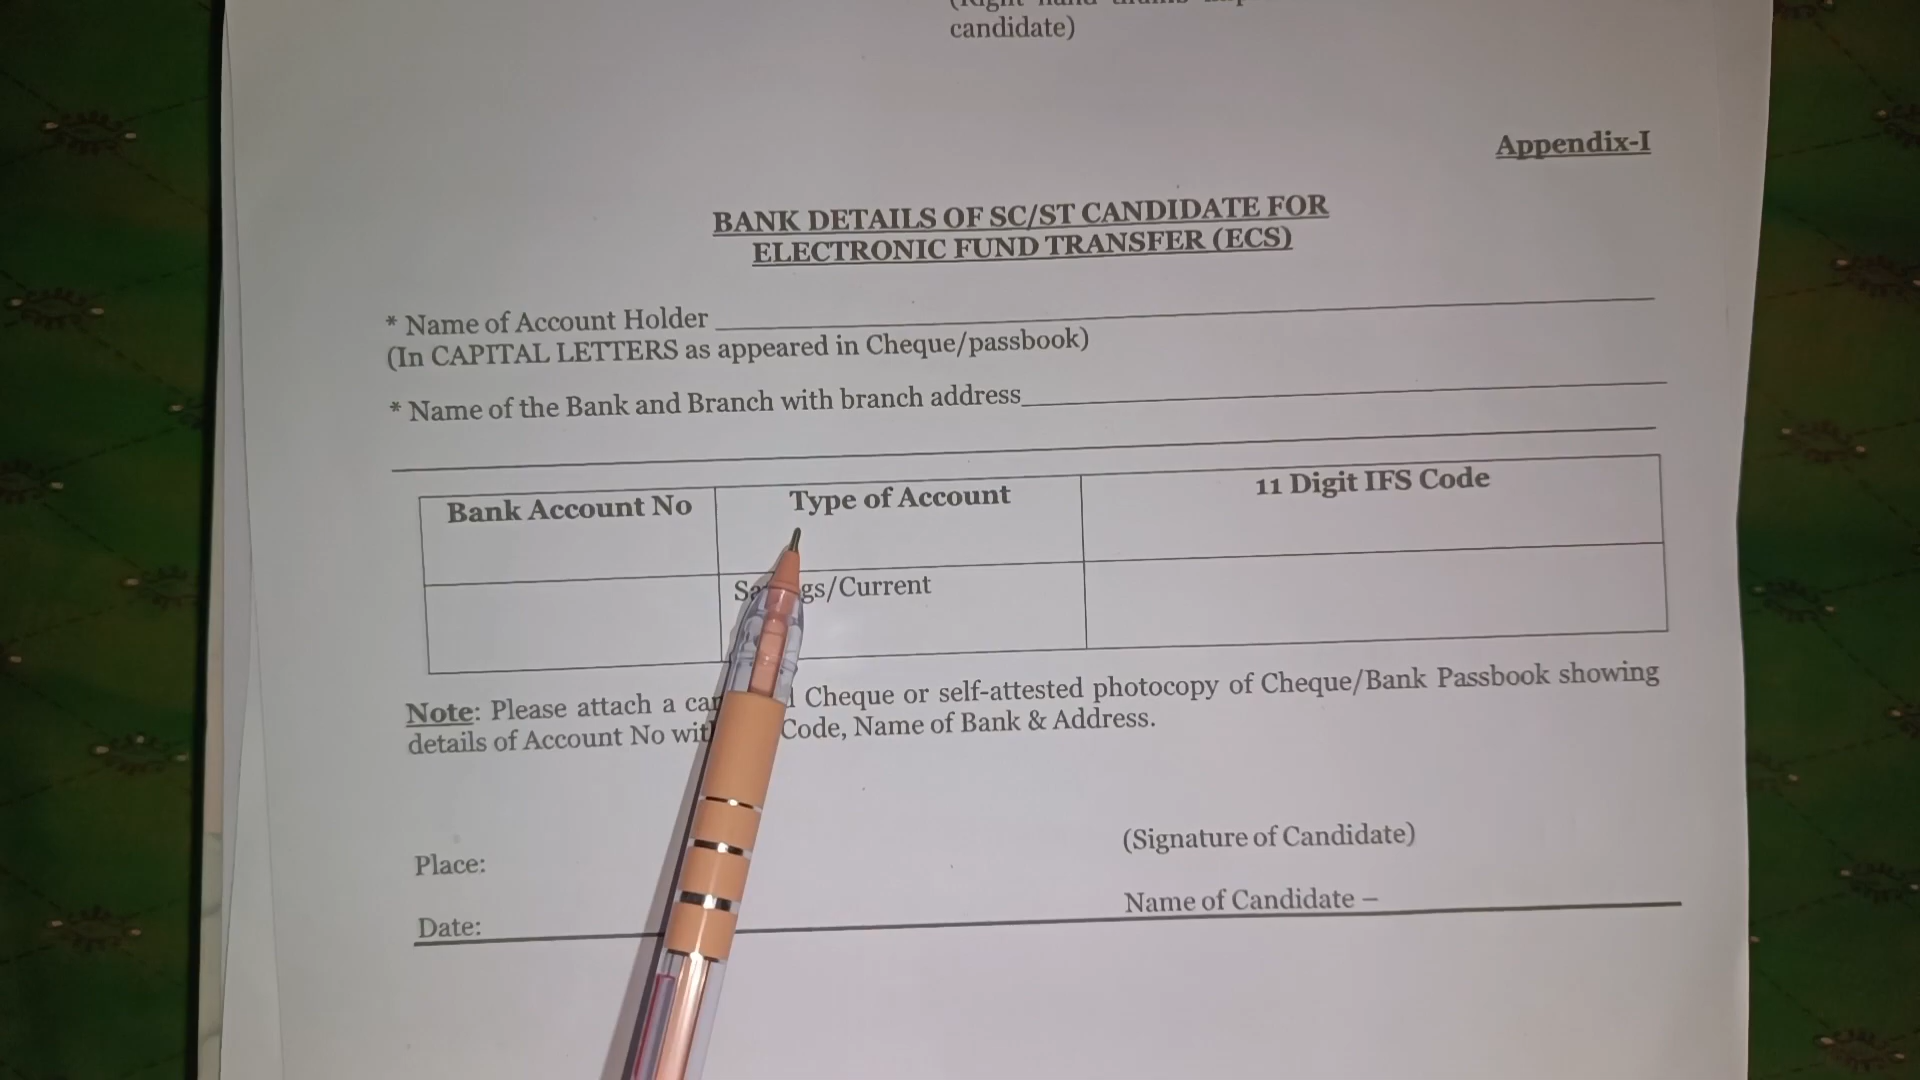 candidate)
Appendix-I
BANK DETAILS OF SC/ST CANDIDATE FOR
ELECTRONIC FUND TRANSFER (ECS)
* Name of Account Holder
(In CAPITAL LETTERS as appeared in Cheque/passbook)
* Name of the Bank and Branch with branch address
Bank Account No Type of Account 11 Digit IFS Code
/Current
Note: Please attach a Cheque or self-attested photocopy of Cheque/Bank Passbook showing
details of Account No Code, Name of Bank & Address.
(Signature of Candidate)
Place:
Name of Candidate –
Date: